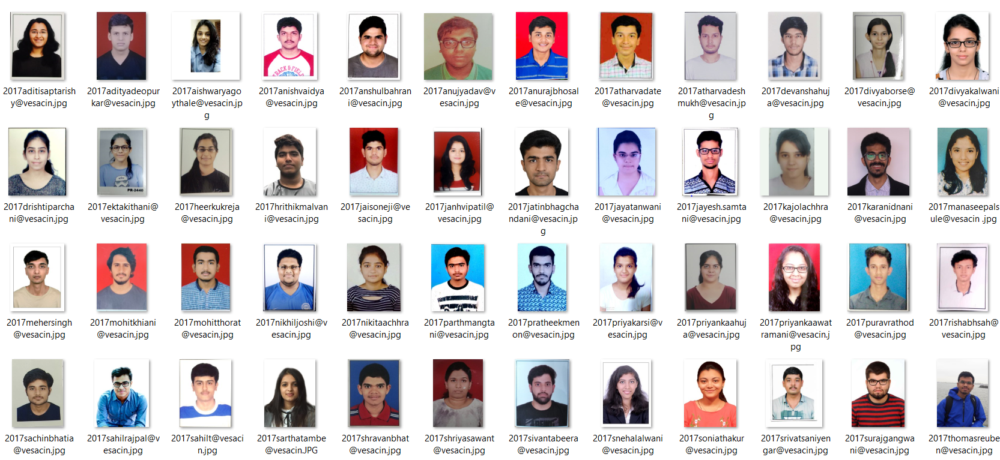 2017aditisaptarish
y@vesacin.jpg
2017adityadeopur
kar@vesacin.jpg
2017aishwaryago
ythale@vesacin.jp
g
2017anishvaidya
@vesacin.jpg
2017anshulbahran
i@vesacin.jpg
2017anujyadav@v
esacin.jpg
2017anurajbhosal
e@vesacin.jpg
2017atharvadate
@vesacin.jpg
2017atharvadesh
mukh@vesacin.jp
g
2017devanshahuj
a@vesacin.jpg
2017divyaborse@
vesacin.jpg
2017divyakalwani
@vesacin.jpg
TRACK & FIELD
2017drishtiparcha
ni@vesacin.jpg
2017ektakithani@
vesacin.jpg
2017heerkukreja
@vesacin.jpg
2017hrithikmalvan
i@vesacin.jpg
2017jaisoneji@ve
sacin.jpg
2017janhvipatil@
vesacin.jpg
2017jatinbhagcha
ndani@vesacin.jp
g
2017jayatanwani
@vesacin.jpg
2017jayesh.samta
ni@vesacin.jpg
2017kajolachhra
@vesacin.jpg
2017karanidnani
@vesacin.jpg
2017manaseepals
ule@vesacin .jpg
PR-2440
2017mehersingh
@vesacin.jpg
2017mohitkhiani
@vesacin.jpg
2017mohitthorat
@vesacin.jpg
2017nikhiljoshi@v
esacin.jpg
2017nikitaachhra
@vesacin.jpg
2017parthmangta
ni@vesacin.jpg
2017pratheekmen
on@vesacin.jpg
2017priyakarsi@v
esacin.jpg
2017priyankaahuj
a@vesacin.jpg
2017priyankaawat
ramani@vesacin.j
pg
2017puravrathod
@vesacin.jpg
2017rishabhsah@
vesacin.jpg
2017sachinbhatia
@vesacin.jpg
2017sahilrajpal@v
esacin.jpg
2017sahilt@vesaci
n.jpg
2017sarthatambe
@vesacin.JPG
2017shravanbhat
@vesacin.jpg
2017shriyasawant
@vesacin.jpg
2017sivantabeera
@vesacin.jpg
2017snehalalwani
@vesacin.jpg
2017soniathakur
@vesacin.jpg
2017srivatsaniyen
gar@vesacin.jpg
2017surajgangwa
ni@vesacin.jpg
2017thomasreube
n@vesacin.jpg